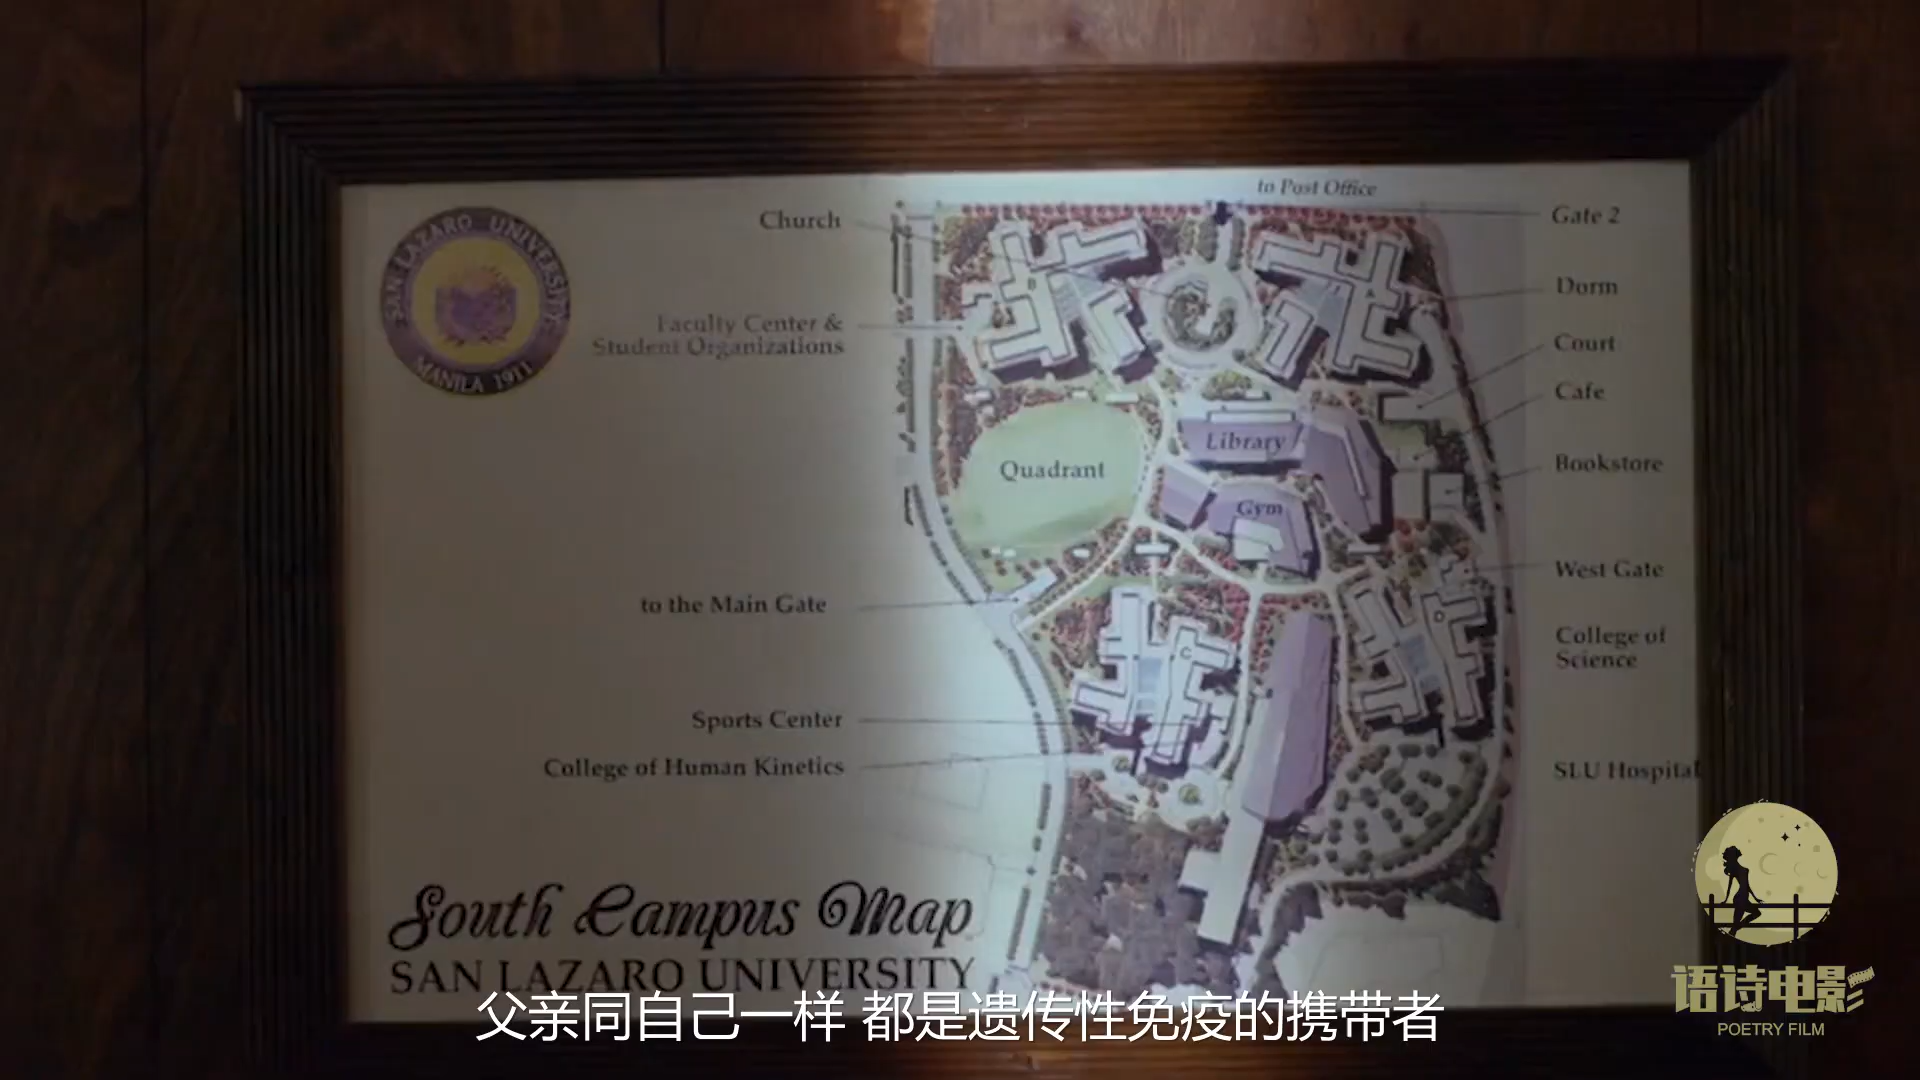 to Post Office
Church
Gate 2
SAN LAZARO UNIVERSITY
MANILA 1911
Faculty Center &
Student Organizations
Dorm
Court
Cafe
Library
Quadrant
Bookstore
Gym
West Gate
to the Main Gate
College of
Science
C
Sports Center
College of Human Kinetics
SLU Hospital
South Campus Map
SAN LAZARO UNIVERSITY
父亲同自己一样 都是遗传性免疫的携带者
语诗电影
POETRY FILM